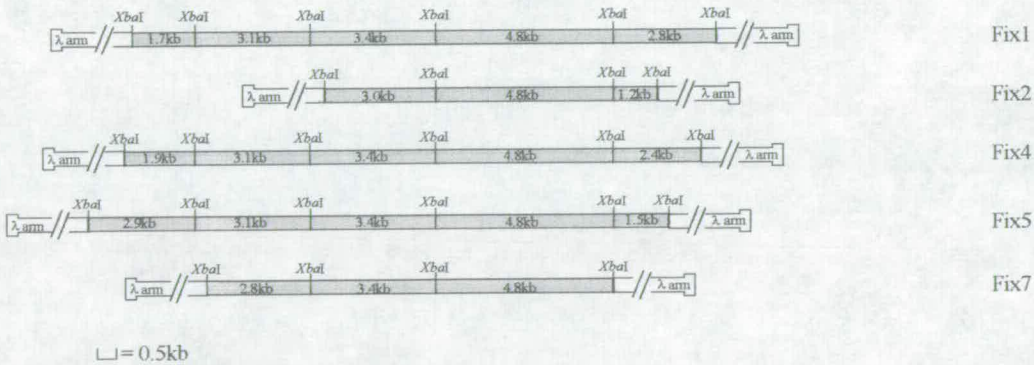 XbaI XbaI XbaI XbaI XbaI XbaI
λ arm 1.7kb 3.1kb 3.4kb 4.8kb 2.8kb λ arm Fix1
XbaI XbaI XbaI XbaI
λ arm 3.0kb 4.8kb 1.2kb λ arm Fix2
XbaI XbaI XbaI XbaI XbaI XbaI
λ arm 1.9kb 3.1kb 3.4kb 4.8kb 2.4kb λ arm Fix4
XbaI XbaI XbaI XbaI XbaI XbaI
λ arm 2.9kb 3.1kb 3.4kb 4.8kb 1.5kb λ arm Fix5
XbaI XbaI XbaI XbaI
λ arm 2.8kb 3.4kb 4.8kb λ arm Fix7
= 0.5kb